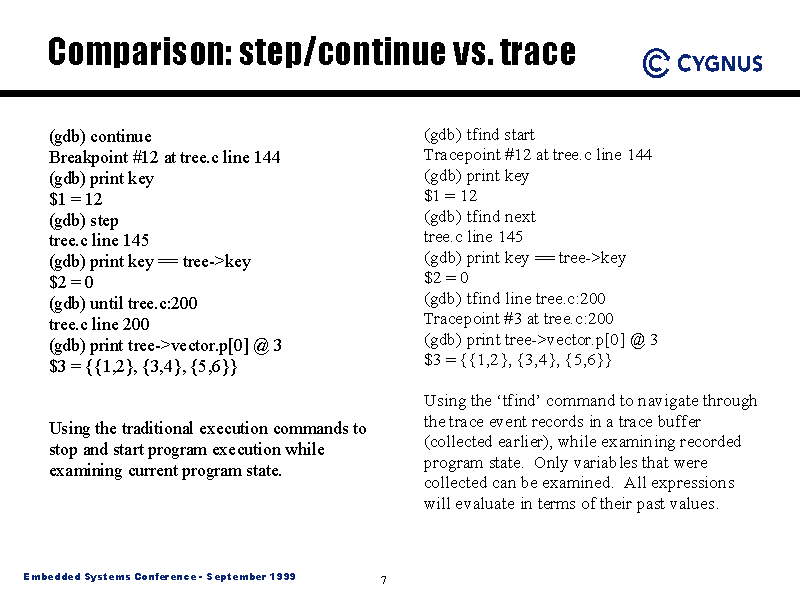 Comparison: step/continue vs. trace
CYGNUS
(gdb) continue
Breakpoint #12 at tree.c line 144
(gdb) print key
$1 = 12
(gdb) step
tree.c line 145
(gdb) print key == tree->key
$2 = 0
(gdb) until tree.c:200
tree.c line 200
(gdb) print tree->vector.p[0] @ 3
$3 = {{1,2}, {3,4}, {5,6}}
Using the traditional execution commands to
stop and start program execution while
examining current program state.
(gdb) tfind start
Tracepoint #12 at tree.c line 144
(gdb) print key
$1 = 12
(gdb) tfind next
tree.c line 145
(gdb) print key == tree->key
$2 = 0
(gdb) tfind line tree.c:200
Tracepoint #3 at tree.c:200
(gdb) print tree->vector.p[0] @ 3
$3 = {{1,2}, {3,4}, {5,6}}
Using the ‘tfind’ command to navigate through
the trace event records in a trace buffer
(collected earlier), while examining recorded
program state.  Only variables that were
collected can be examined.  All expressions
will evaluate in terms of their past values.
Embedded Systems Conference - September 1999
7